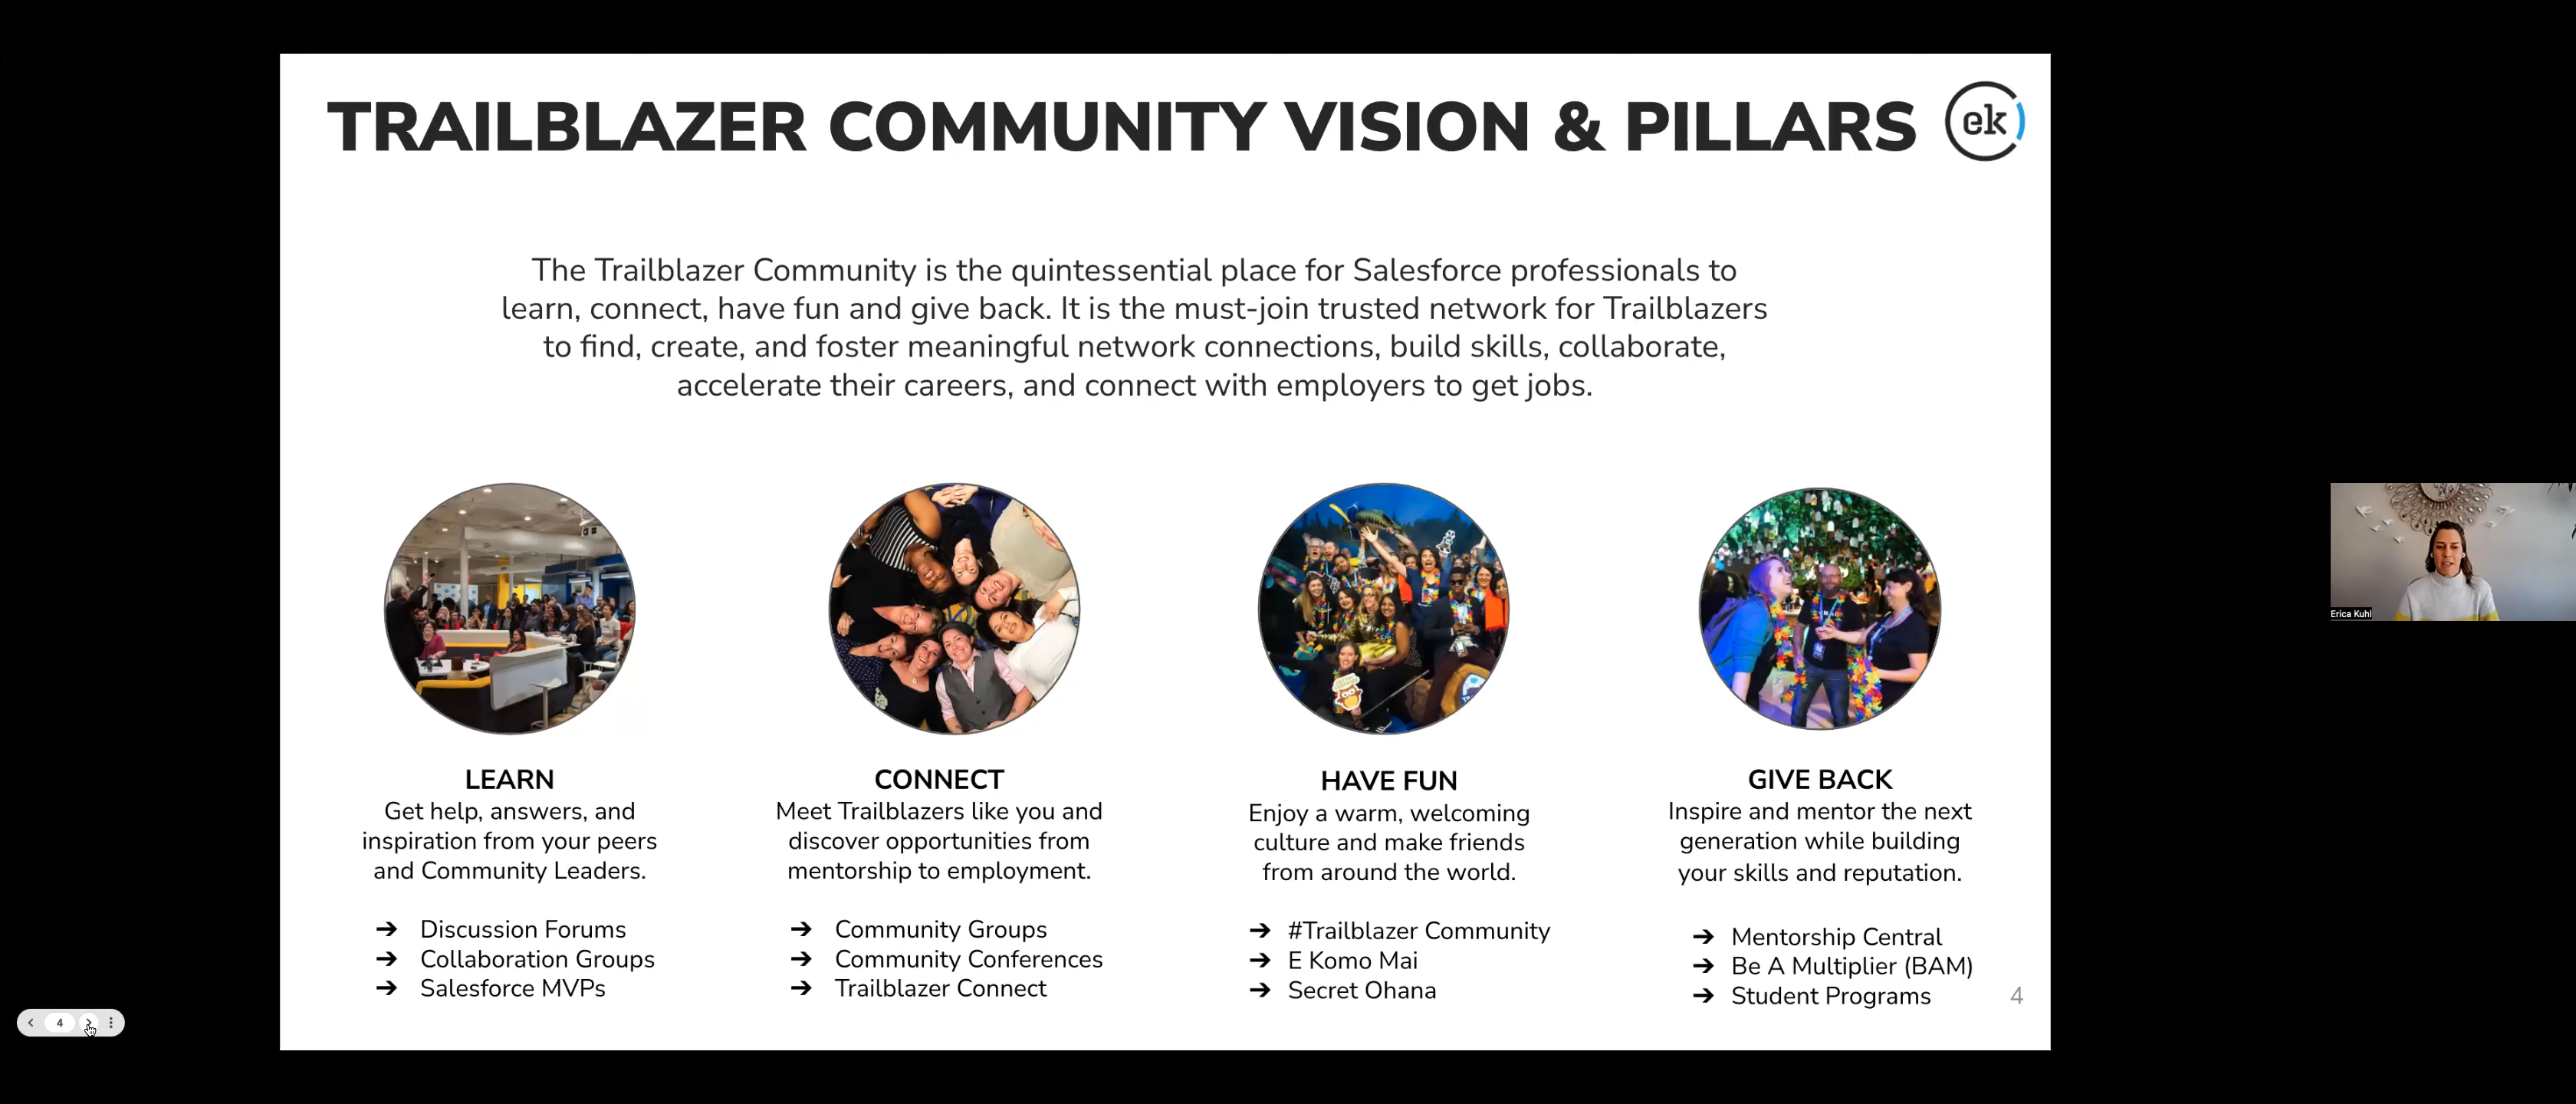 TRAILBLAZER COMMUNITY VISION & PILLARS
ek
The Trailblazer Community is the quintessential place for Salesforce professionals to
learn, connect, have fun and give back. It is the must-join trusted network for Trailblazers
to find, create, and foster meaningful network connections, build skills, collaborate,
accelerate their careers, and connect with employers to get jobs.
LEARN
Get help, answers, and
inspiration from your peers
and Community Leaders.
➔ Discussion Forums
➔ Collaboration Groups
➔ Salesforce MVPs
CONNECT
Meet Trailblazers like you and
discover opportunities from
mentorship to employment.
➔ Community Groups
➔ Community Conferences
➔ Trailblazer Connect
HAVE FUN
Enjoy a warm, welcoming
culture and make friends
from around the world.
➔ #Trailblazer Community
➔ E Komo Mai
➔ Secret Ohana
GIVE BACK
Inspire and mentor the next
generation while building
your skills and reputation.
➔ Mentorship Central
➔ Be A Multiplier (BAM)
➔ Student Programs
4
4
Erica Kuhl